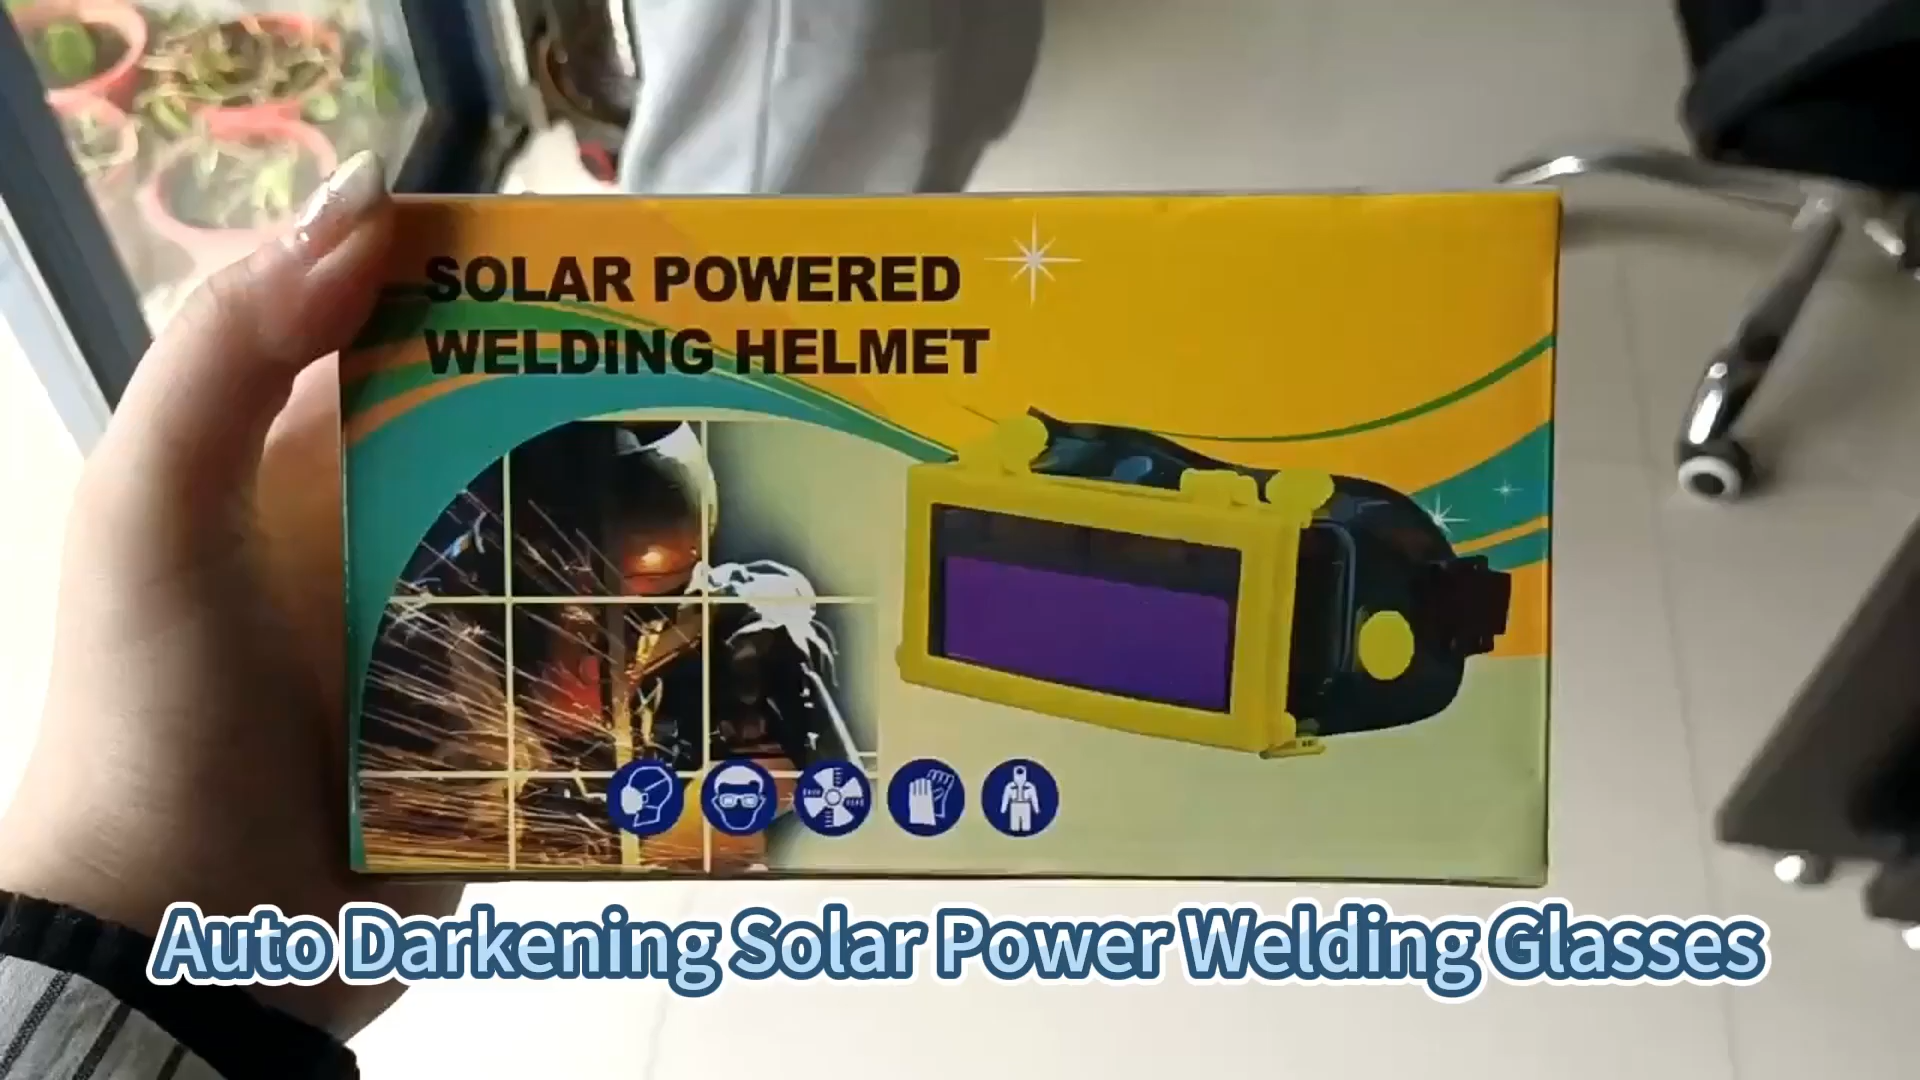 SOLAR POWERED
WELDING HELMET
Auto Darkening Solar Power Welding Glasses